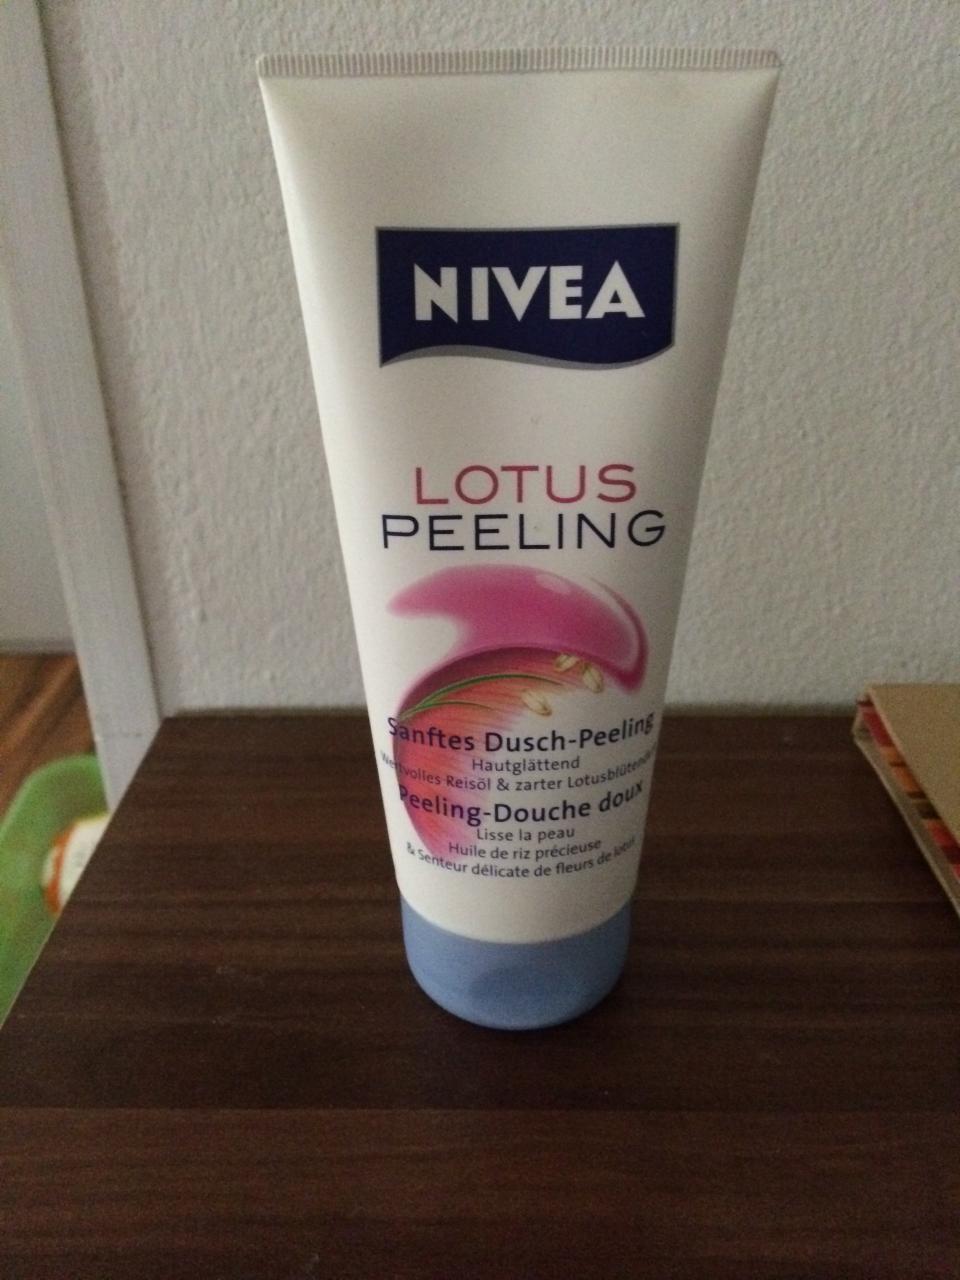 NIVEA
LOTUS
PEELING
Sanftes Dusch-Peeling
Hautglättend
Wertvolles Reisöl & zarter
Peeling-Douche doux
Lisse la peau
Huile de riz précieuse
& Senteur délicate de fleurs de lotus